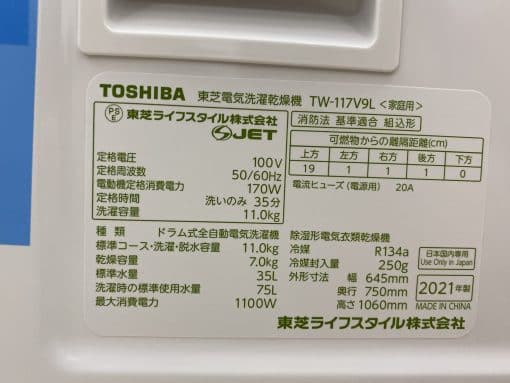 TOSHIBA 東芝電気洗濯乾燥機 TW-117V9L <家庭用>
PS
E
東芝ライフスタイル株式会社
JET
定格電圧 100V
定格周波数 50/60Hz
電動機定格消費電力 170W
定格時間 洗いのみ 35分
洗濯容量 11.0kg
消防法 基準適合 組込形
可燃物からの離隔距離(cm)
上方 左方 右方 後方 下方
19 1 1 1 0
電流ヒューズ (電源用) 20A
種類 ドラム式全自動電気洗濯機
標準コース・洗濯・脱水容量 11.0kg
乾燥容量 7.0kg
標準水量 35L
洗濯時の標準使用水量 75L
最大消費電力 1100W
除湿形電気衣類乾燥機
冷媒 R134a
冷媒封入量 250g
外形寸法 幅 645mm
奥行 750mm
高さ 1060mm
日本国内専用
Use Only in Japan
2021年製
MADE IN CHINA
東芝ライフスタイル株式会社